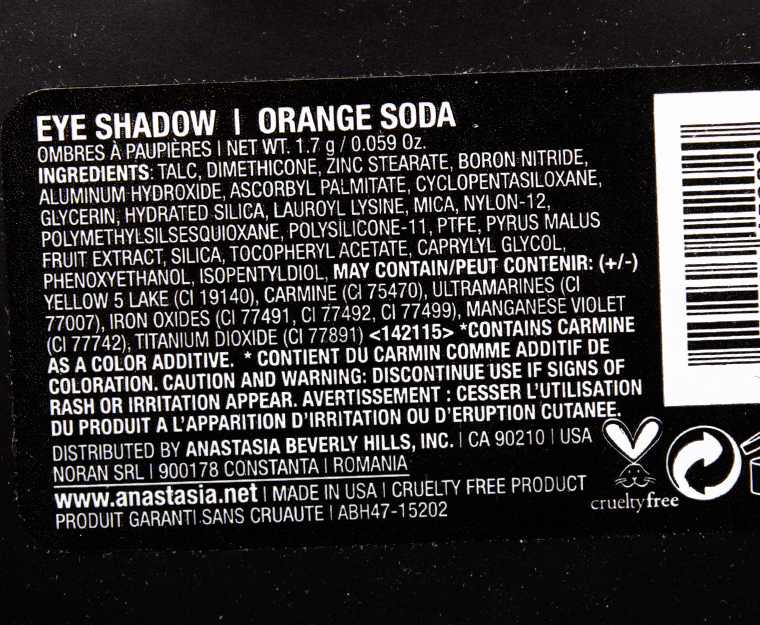 EYE SHADOW | ORANGE SODA
OMBRES À PAUPIÈRES | NET WT. 1.7 g / 0.059 Oz.
INGREDIENTS: TALC, DIMETHICONE, ZINC STEARATE, BORON NITRIDE,
ALUMINUM HYDROXIDE, ASCORBYL PALMITATE, CYCLOPENTASILOXANE,
GLYCERIN, HYDRATED SILICA, LAUROYL LYSINE, MICA, NYLON-12,
POLYMETHYLSILSESQUIOXANE, POLYSILICONE-11, PTFE, PYRUS MALUS
FRUIT EXTRACT, SILICA, TOCOPHERYL ACETATE, CAPRYLYL GLYCOL,
PHENOXYETHANOL, ISOPENTYLDIOL, MAY CONTAIN/PEUT CONTENIR: (+/-)
YELLOW 5 LAKE (CI 19140), CARMINE (CI 75470), ULTRAMARINES (CI
77007), IRON OXIDES (CI 77491, CI 77492, CI 77499), MANGANESE VIOLET
(CI 77742), TITANIUM DIOXIDE (CI 77891) <142115> *CONTAINS CARMINE
AS A COLOR ADDITIVE. * CONTIENT DU CARMIN COMME ADDITIF DE
COLORATION. CAUTION AND WARNING: DISCONTINUE USE IF SIGNS OF
RASH OR IRRITATION APPEAR. AVERTISSEMENT : CESSER L'UTILISATION
DU PRODUIT A L'APPARITION D'IRRITATION OU D'ERUPTION CUTANEE.
DISTRIBUTED BY ANASTASIA BEVERLY HILLS, INC. | CA 90210 | USA
NORAN SRL | 900178 CONSTANTA | ROMANIA
www.anastasia.net | MADE IN USA | CRUELTY FREE PRODUCT
PRODUIT GARANTI SANS CRUAUTE | ABH47-15202
crueltyfree